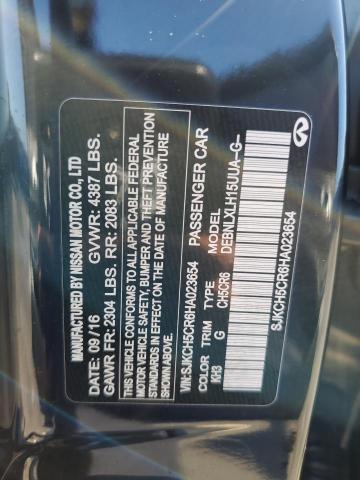 MANUFACTURED BY NISSAN MOTOR CO., LTD
DATE: 09/16 GVWR: 4387 LBS.
GAWR FR: 2304 LBS. RR: 2083 LBS.
THIS VEHICLE CONFORMS TO ALL APPLICABLE FEDERAL
MOTOR VEHICLE SAFETY, BUMPER AND THEFT PREVENTION
STANDARDS IN EFFECT ON THE DATE OF MANUFACTURE
SHOWN ABOVE.
VIN:SJKCH5CR6HA023654 PASSENGER CAR
COLOR TRIM TYPE MODEL
KH3 G CH5CR6 DEBNLXLH15UUA-G--
SJKCH5CR6HA023654